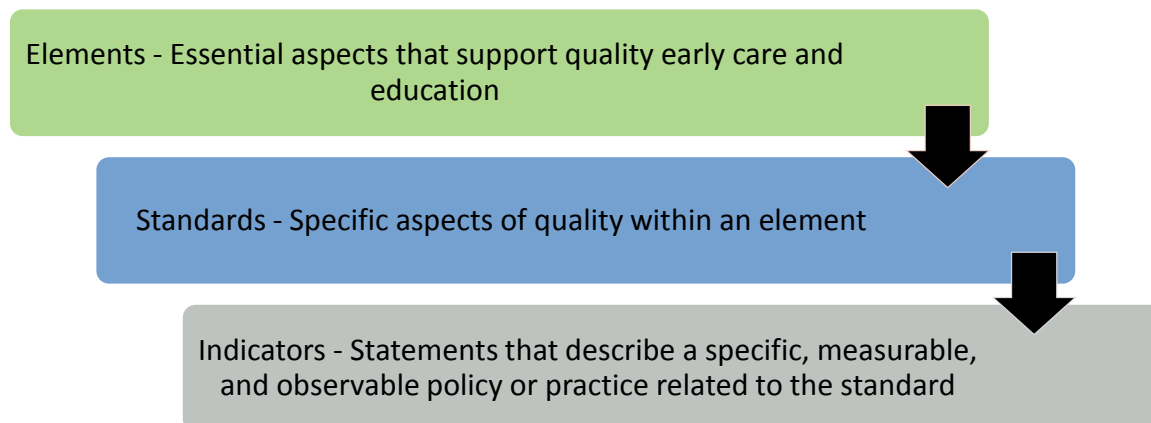 Elements - Essential aspects that support quality early care and
education
Standards - Specific aspects of quality within an element
Indicators - Statements that describe a specific, measurable,
and observable policy or practice related to the standard